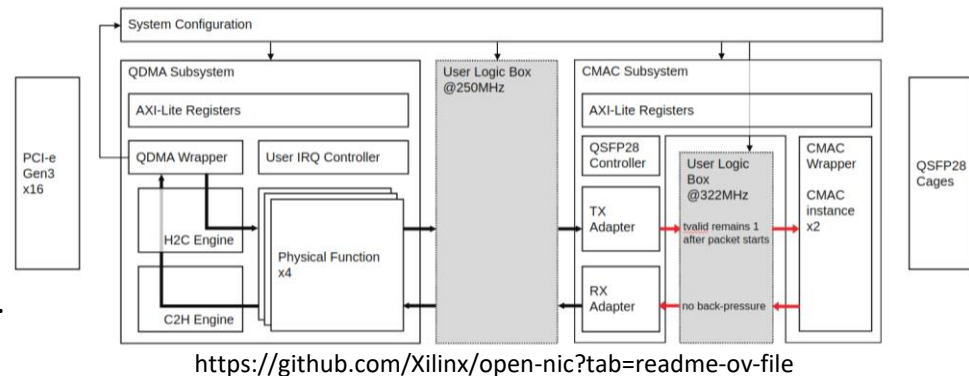 System Configuration
PCI-e
Gen3
x16
QDMA Subsystem
AXI-Lite Registers
QDMA Wrapper
User IRQ Controller
H2C Engine
C2H Engine
Physical Function
x4
User Logic Box
@250MHz
CMAC Subsystem
AXI-Lite Registers
QSFP28
Controller
TX
Adapter
RX
Adapter
User Logic
Box
@322MHz
tvalid remains 1
after packet starts
no back-pressure
CMAC
Wrapper
CMAC
instance
x2
QSFP28
Cages
.
https://github.com/Xilinx/open-nic?tab=readme-ov-file